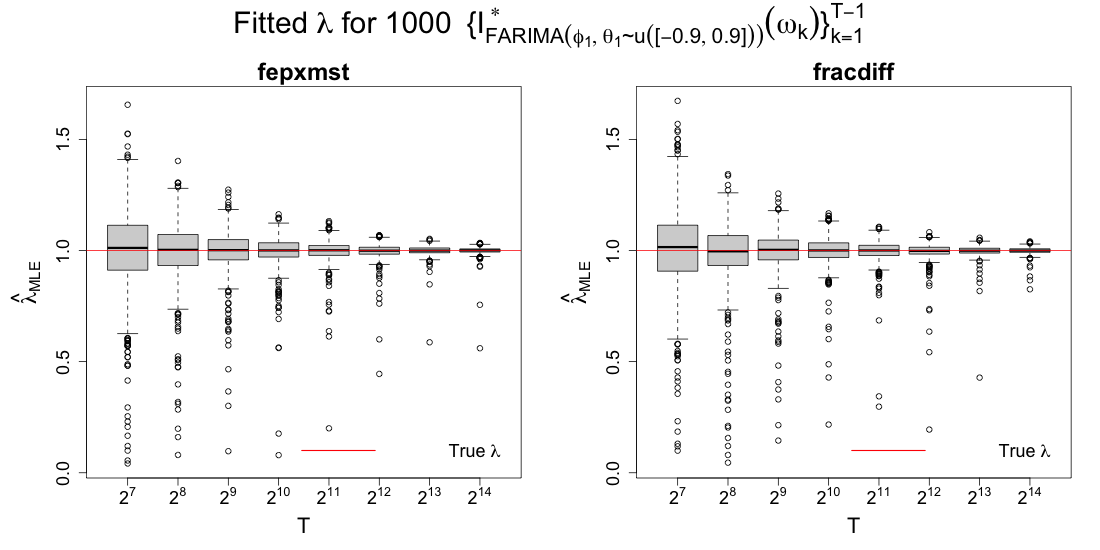 Fitted λ for 1000 {I*FARIMA(ϕ1, θ1~u([−0.9, 0.9]))(ωk)}T−1k=1
fepxmst
fracdiff
1.5
1.0
0.5
0.0
λ̂MLE
True λ
2^7 2^8 2^9 2^10 2^11 2^12 2^13 2^14
T
1.5
1.0
0.5
0.0
λ̂MLE
True λ
2^7 2^8 2^9 2^10 2^11 2^12 2^13 2^14
T